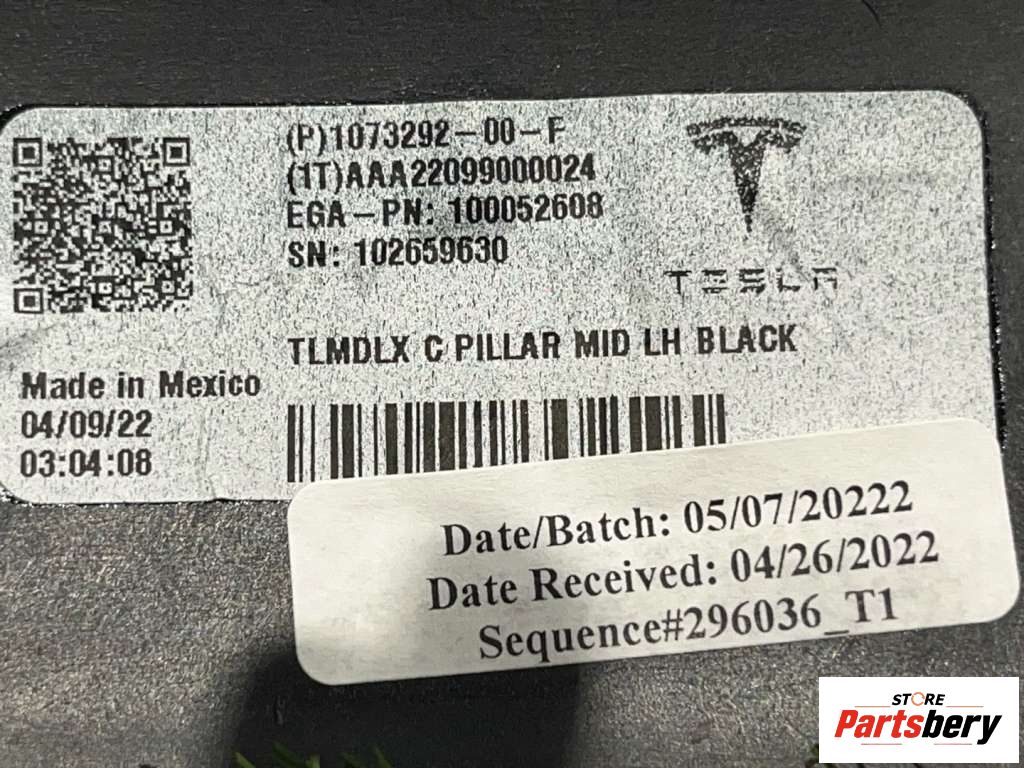 (P)1073292-00-F
(1T)AAA22099000024
EGA-PN: 100052608
SN: 102659630
TESLA
TLMDLX C PILLAR MID LH BLACK
Made in Mexico
04/09/22
03:04:08
Date/Batch: 05/07/20222
Date Received: 04/26/2022
Sequence#296036_T1
STORE
Partsbery